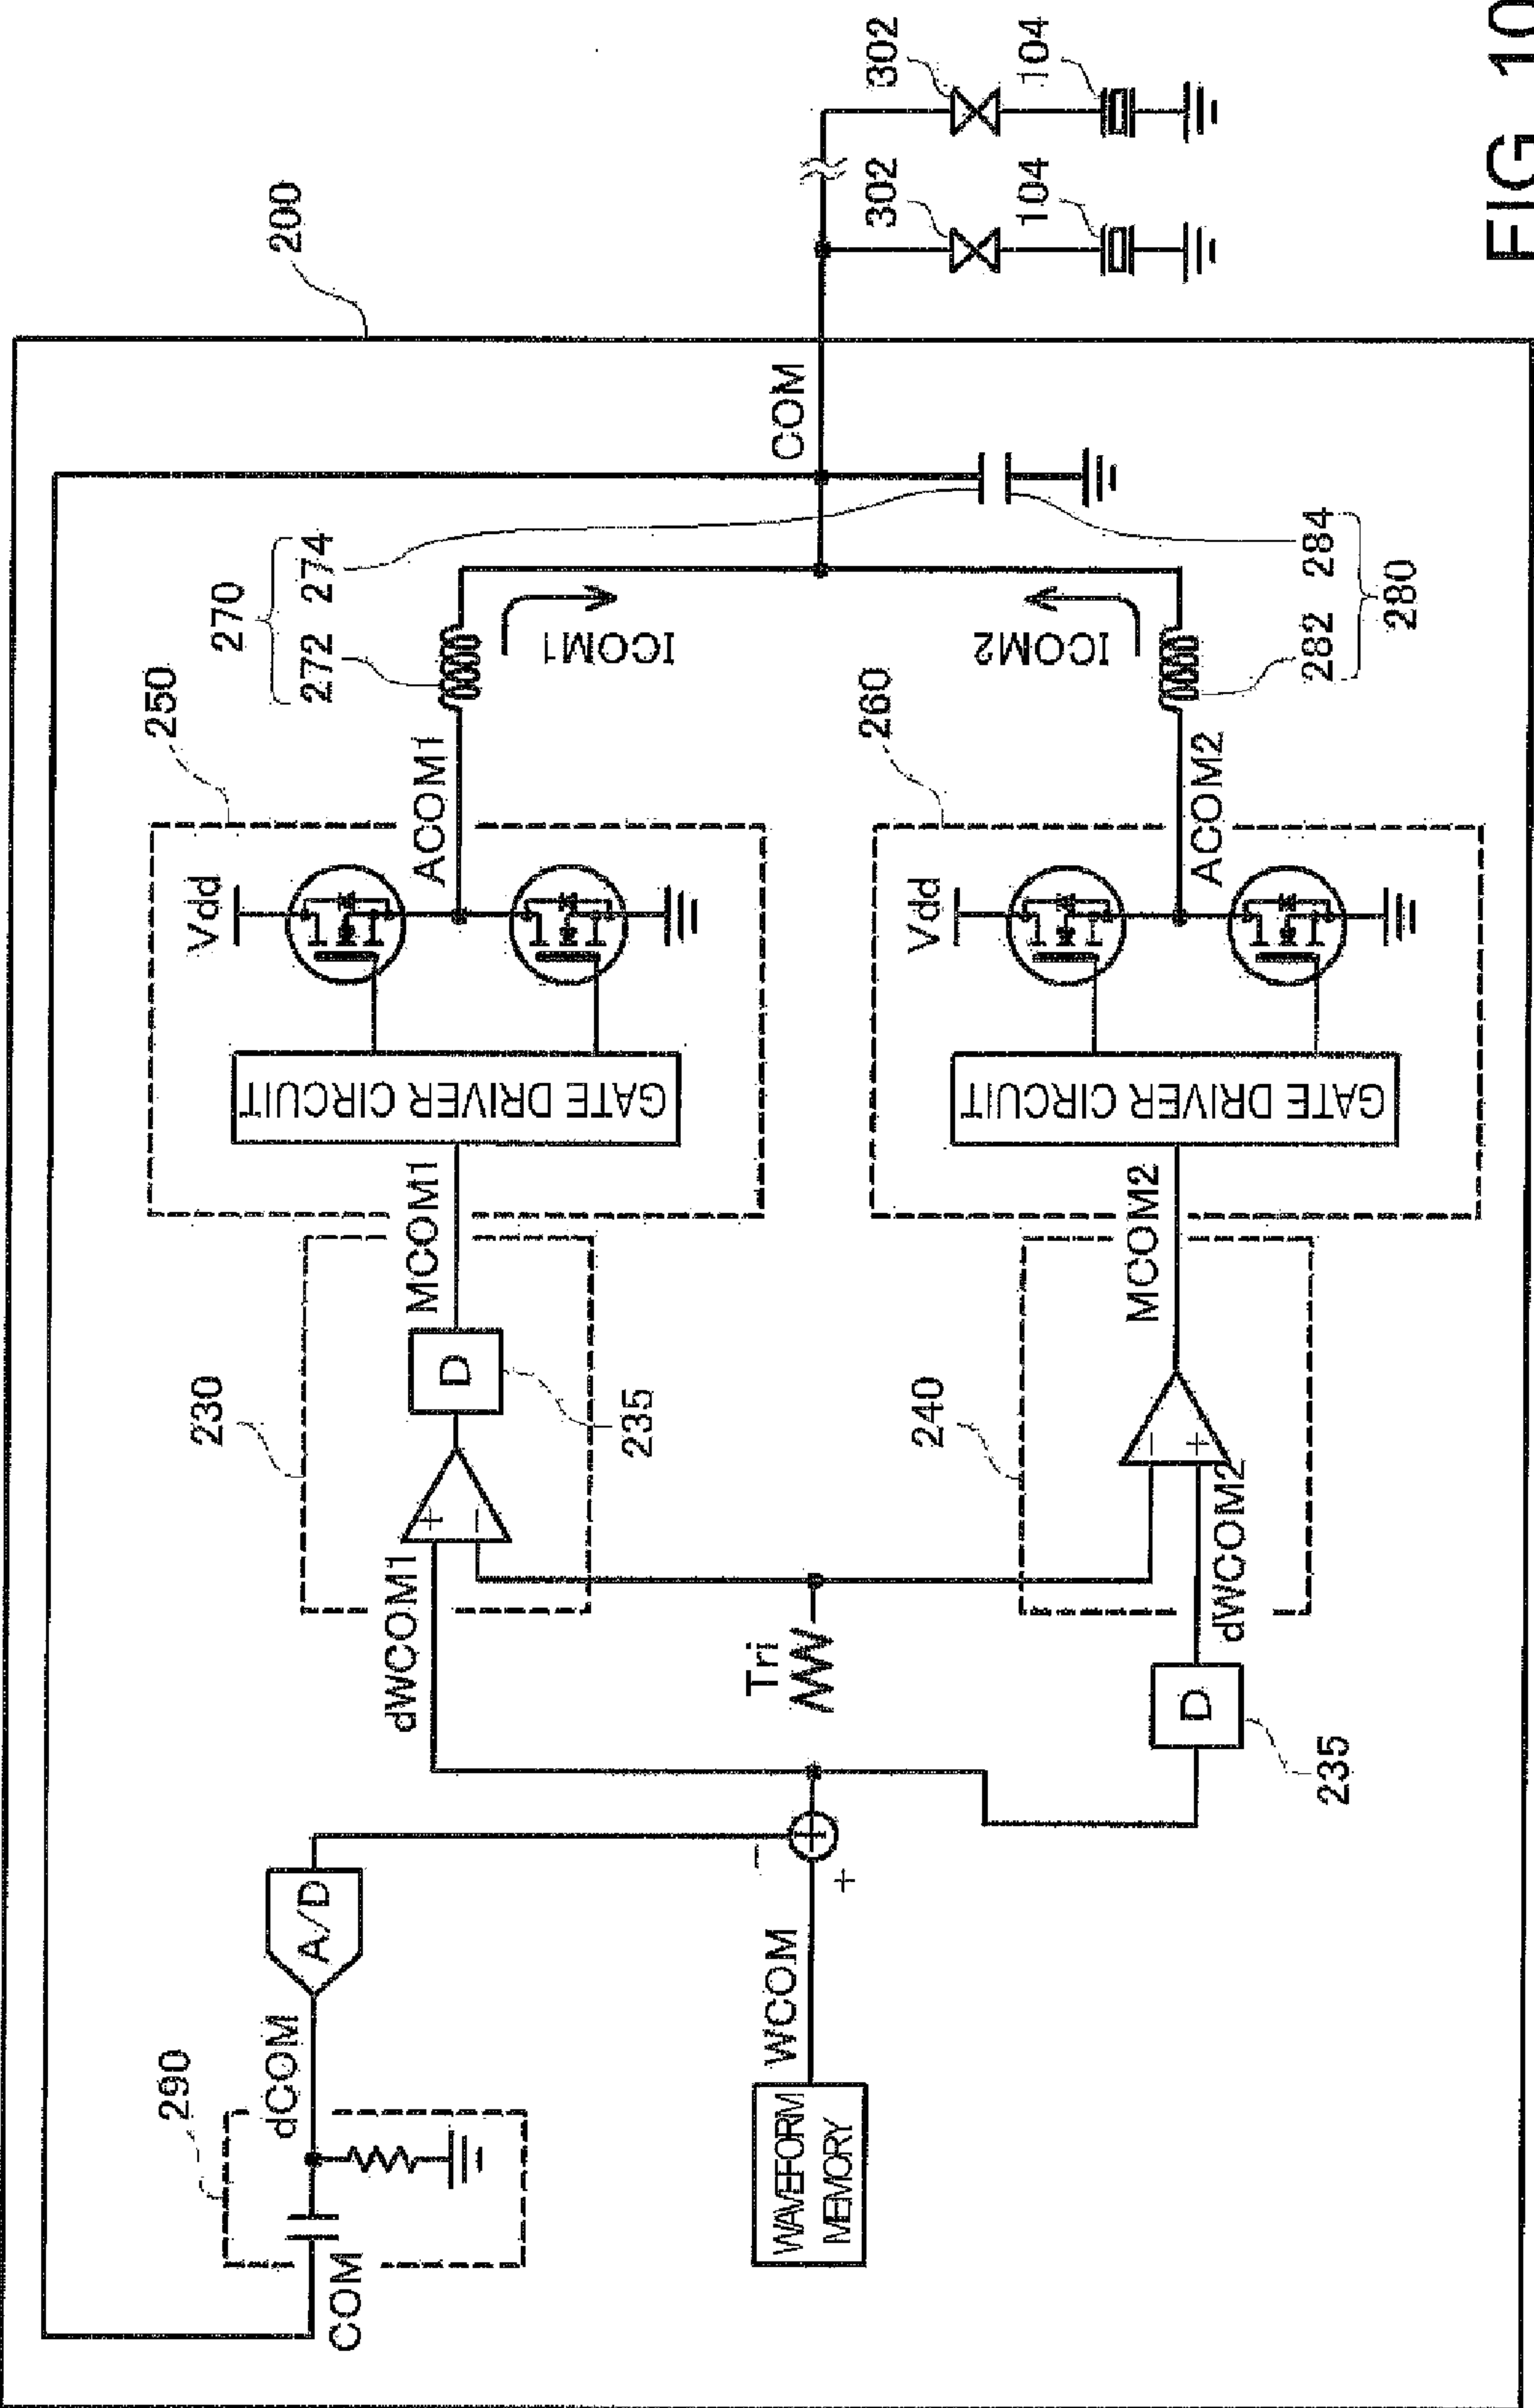 200
290
COM
dCOM
A/D
WAVEFORM
MEMORY
WCOM
−
+
dWCOM1
Tri
D
235
dWCOM2
230
+
−
D
235
MCOM1
240
−
+
MCOM2
250
GATE DRIVER CIRCUIT
Vdd
ACOM1
260
GATE DRIVER CIRCUIT
Vdd
ACOM2
270
272 274
ICOM1
ICOM2
282 284
280
COM
302
104
302
104
FIG. 10